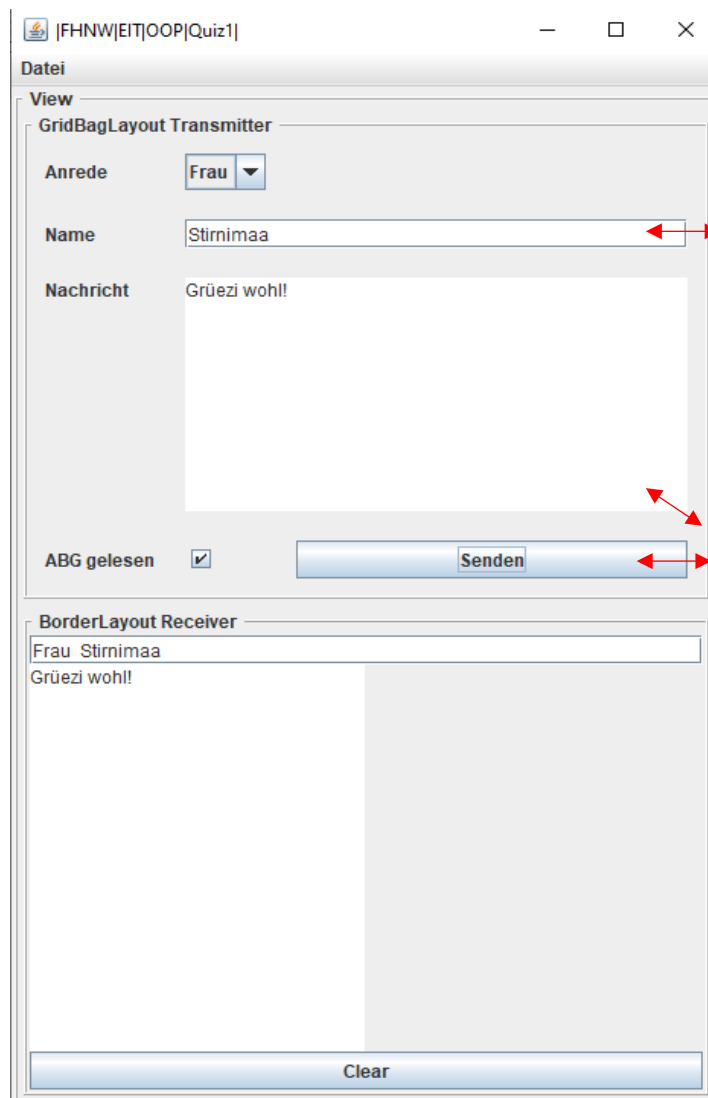 |FHNW|EIT|OOP|Quiz1|
Datei
View
GridBagLayout Transmitter
Anrede Frau
Name Stirnimaa
Nachricht Grüezi wohl!
ABG gelesen Senden
BorderLayout Receiver
Frau Stirnimaa
Grüezi wohl!
Clear